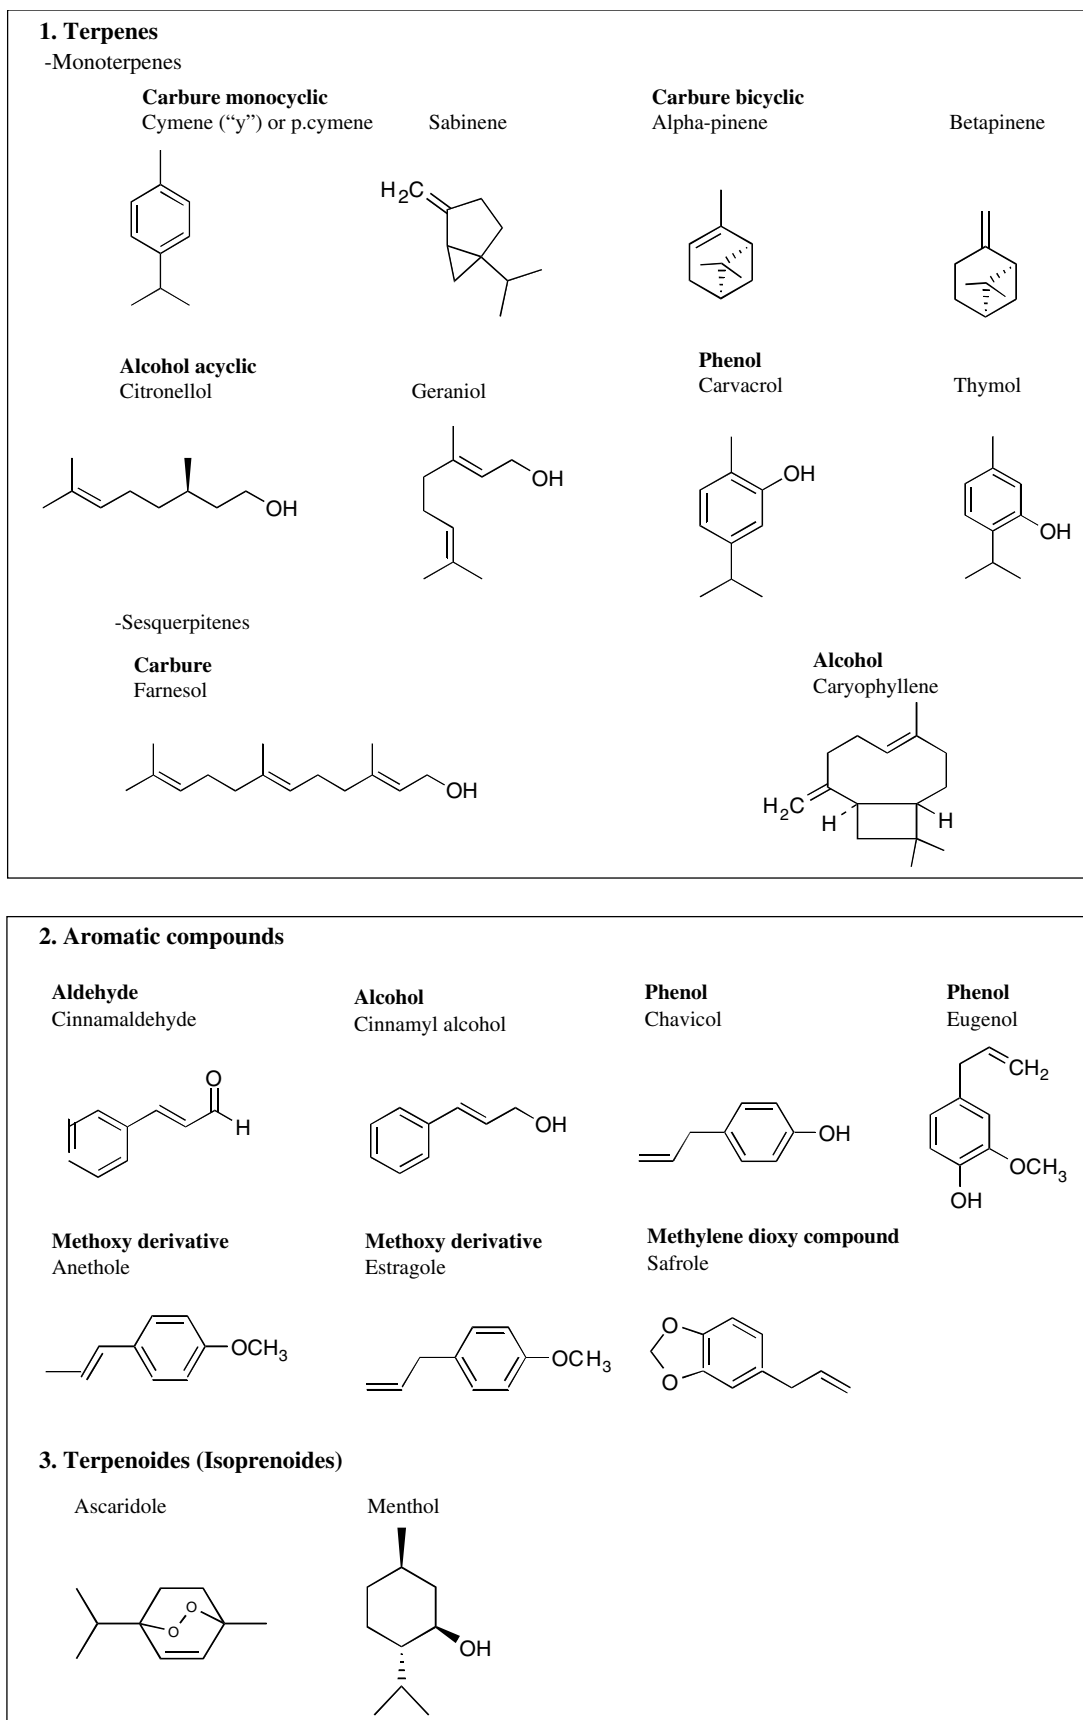 1. Terpenes
-Monoterpenes
Carbure monocyclic
Carbure bicyclic
Cymene (“y”) or p.cymene
Sabinene
Alpha-pinene
Betapinene
H2C
Alcohol acyclic
Phenol
Citronellol
Geraniol
Carvacrol
Thymol
OH
OH
OH
OH
-Sesquerpitenes
Carbure
Alcohol
Farnesol
Caryophyllene
OH
H2C
H
H
2. Aromatic compounds
Aldehyde
Alcohol
Phenol
Phenol
Cinnamaldehyde
Cinnamyl alcohol
Chavicol
Eugenol
O
H
OH
OH
CH2
OCH3
OH
Methoxy derivative
Methoxy derivative
Methylene dioxy compound
Anethole
Estragole
Safrole
OCH3
OCH3
O
O
3. Terpenoides (Isoprenoides)
Ascaridole
Menthol
O
O
OH